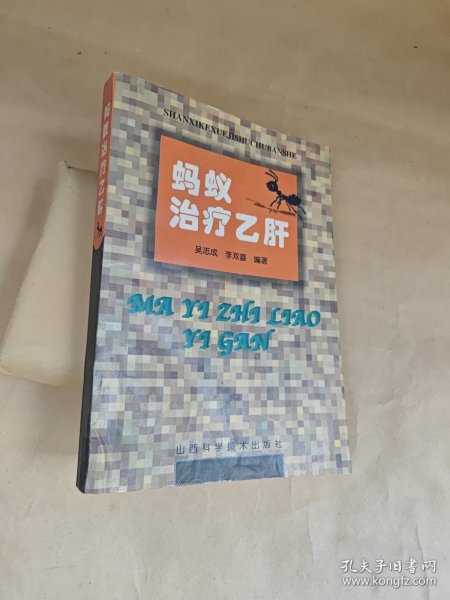 蚂蚁治疗乙肝
SHANXIKEXUEJISHUCHUBANSHE
蚂蚁
治疗乙肝
吴志成 李双喜 编著
MA YI ZHI LIAO
YI GAN
山西科学技术出版社
孔夫子旧书网
www.kongfz.com